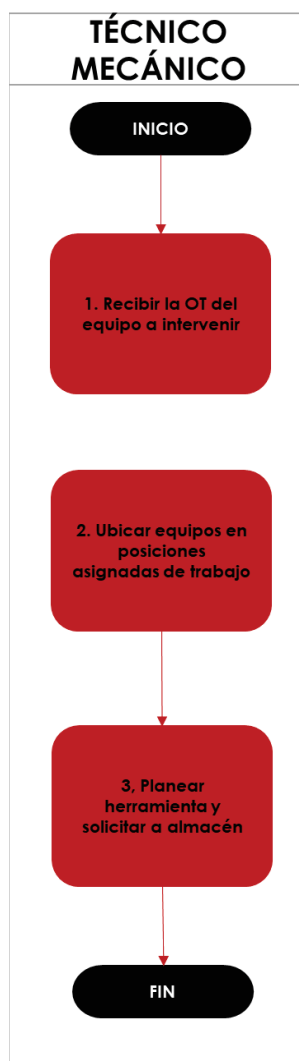 TÉCNICO
MECÁNICO
INICIO
1. Recibir la OT del
equipo a intervenir
2. Ubicar equipos en
posiciones
asignadas de trabajo
3, Planear
herramienta y
solicitar a almacén
FIN